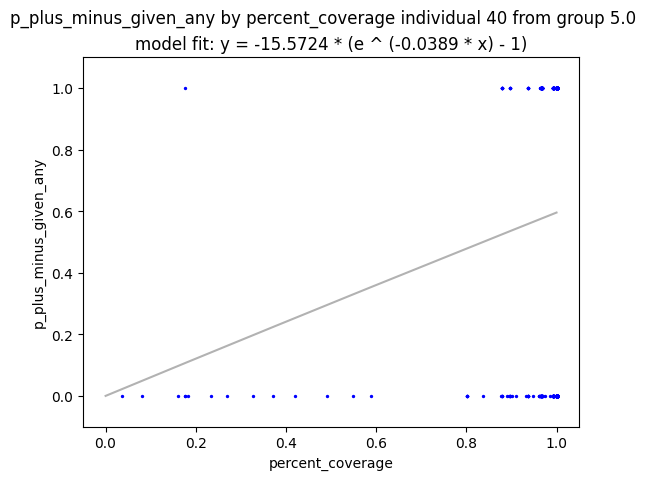 p_plus_minus_given_any by percent_coverage individual 40 from group 5.0
model fit: y = -15.5724 * (e ^ (-0.0389 * x) - 1)
1.0
0.8
0.6
0.4
0.2
0.0
p_plus_minus_given_any
0.0 0.2 0.4 0.6 0.8 1.0
percent_coverage